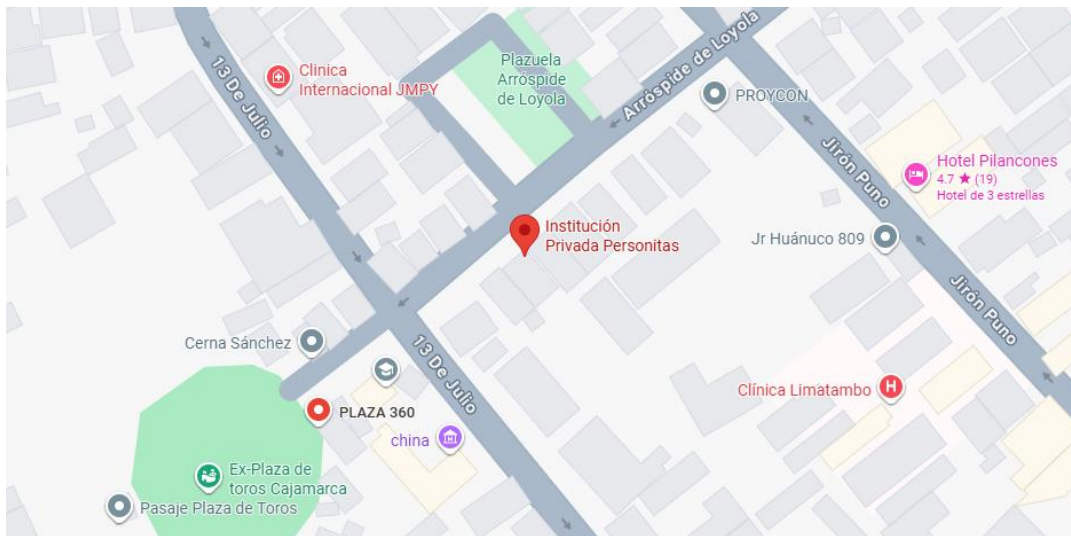 13 De Julio
Clinica
Internacional JMPY
Plazuela
Arróspide
de Loyola
Arróspide de Loyola
PROYCON
Jirón Puno
Hotel Pilancones
4.7 ★ (19)
Hotel de 3 estrellas
Institución
Privada Personitas
Jr Huánuco 809
Jirón Puno
Cerna Sánchez
13 De Julio
Clínica Limatambo
H
PLAZA 360
china
Ex-Plaza de
toros Cajamarca
Pasaje Plaza de Toros